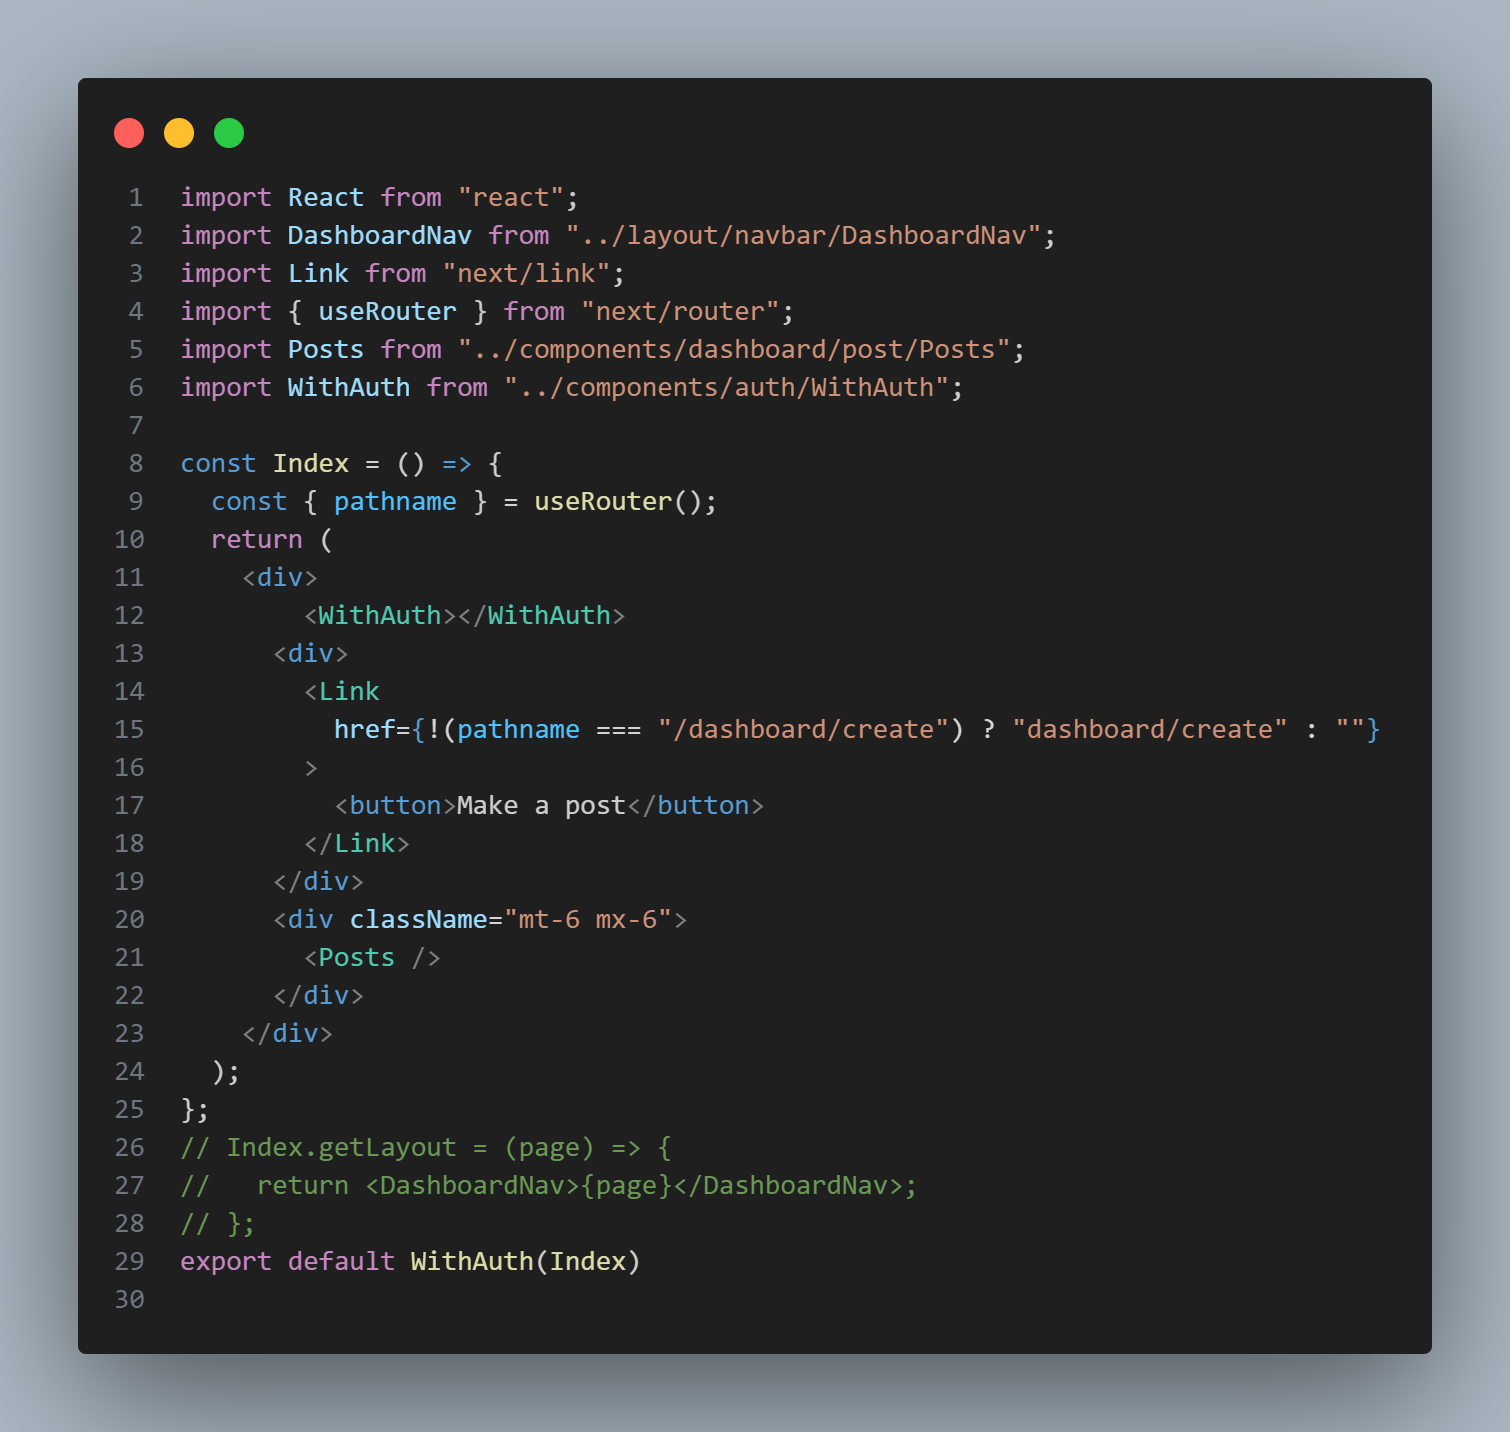 1 import React from "react";
2 import DashboardNav from "../layout/navbar/DashboardNav";
3 import Link from "next/link";
4 import { useRouter } from "next/router";
5 import Posts from "../components/dashboard/post/Posts";
6 import WithAuth from "../components/auth/WithAuth";
7
8 const Index = () => {
9   const { pathname } = useRouter();
10   return (
11     <div>
12         <WithAuth></WithAuth>
13       <div>
14         <Link
15           href={!(pathname === "/dashboard/create") ? "dashboard/create" : ""}
16         >
17           <button>Make a post</button>
18         </Link>
19       </div>
20       <div className="mt-6 mx-6">
21         <Posts />
22       </div>
23     </div>
24   );
25 };
26 // Index.getLayout = (page) => {
27 //   return <DashboardNav>{page}</DashboardNav>;
28 // };
29 export default WithAuth(Index)
30